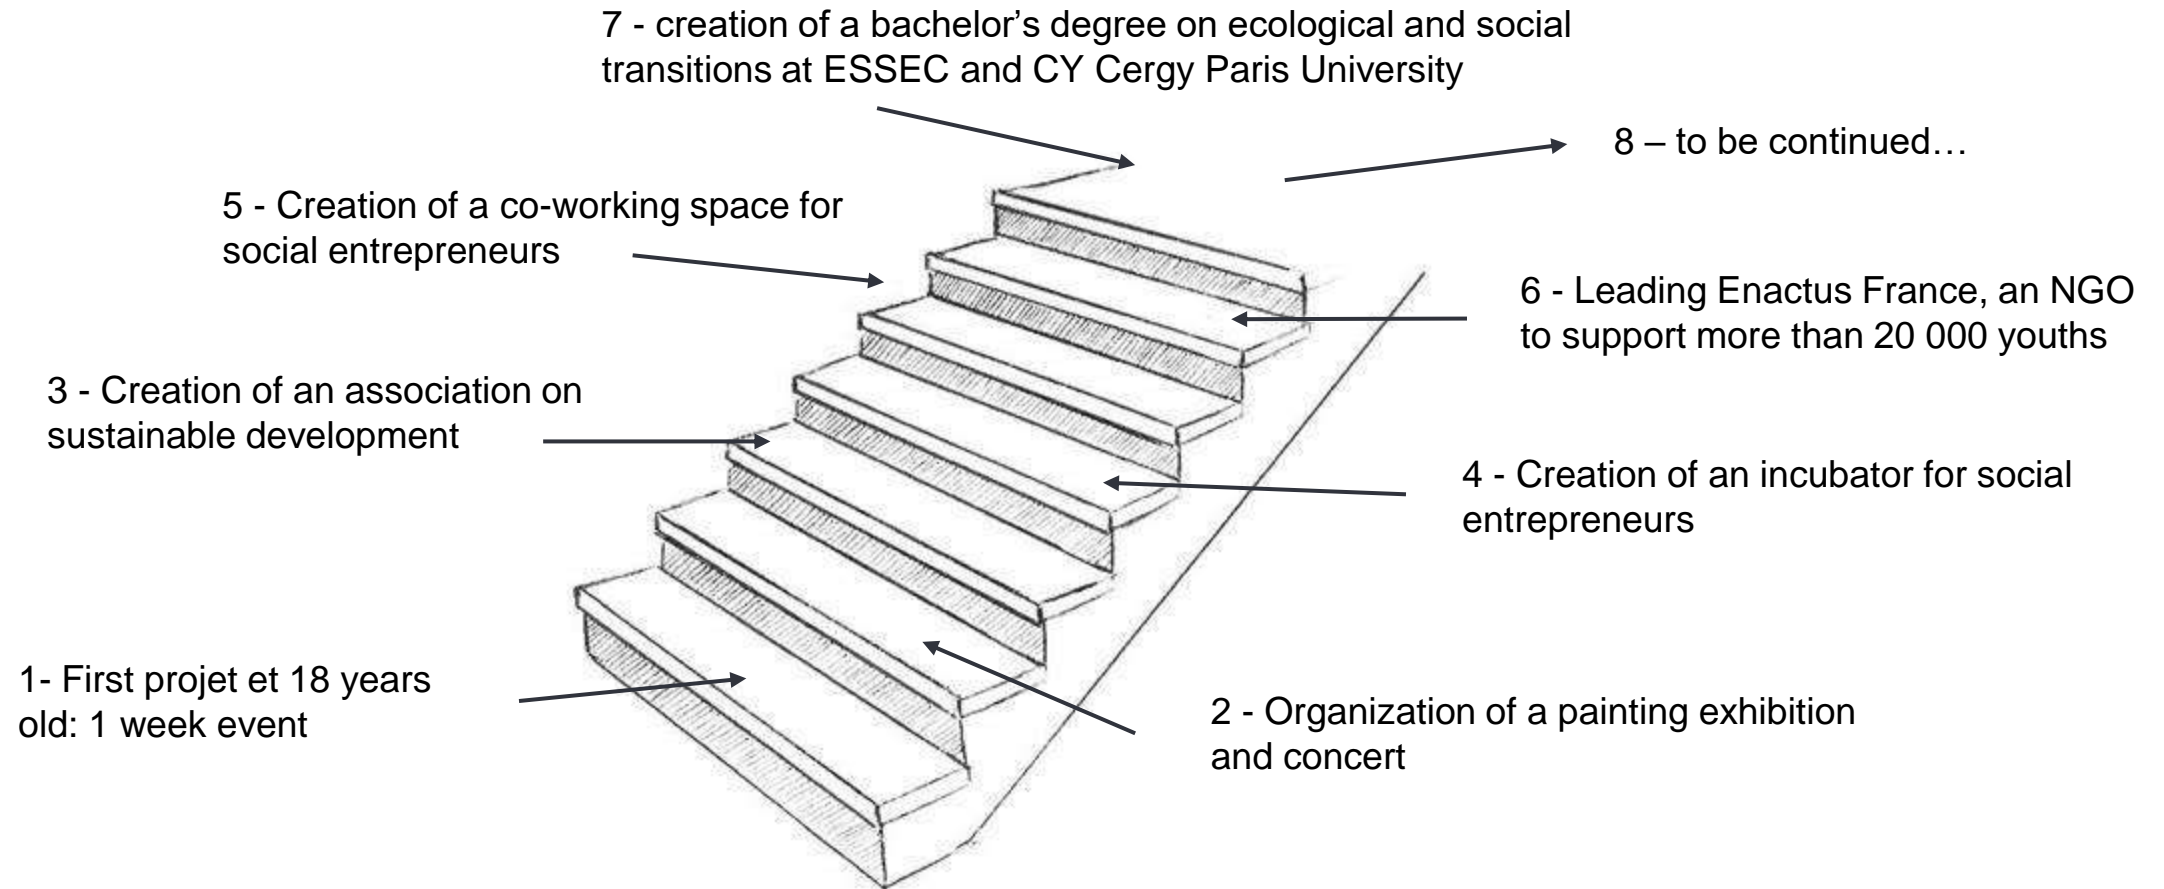 7 - creation of a bachelor’s degree on ecological and social
transitions at ESSEC and CY Cergy Paris University
8 – to be continued…
5 - Creation of a co-working space for
social entrepreneurs
6 - Leading Enactus France, an NGO
to support more than 20 000 youths
3 - Creation of an association on
sustainable development
4 - Creation of an incubator for social
entrepreneurs
1- First projet et 18 years
old: 1 week event
2 - Organization of a painting exhibition
and concert